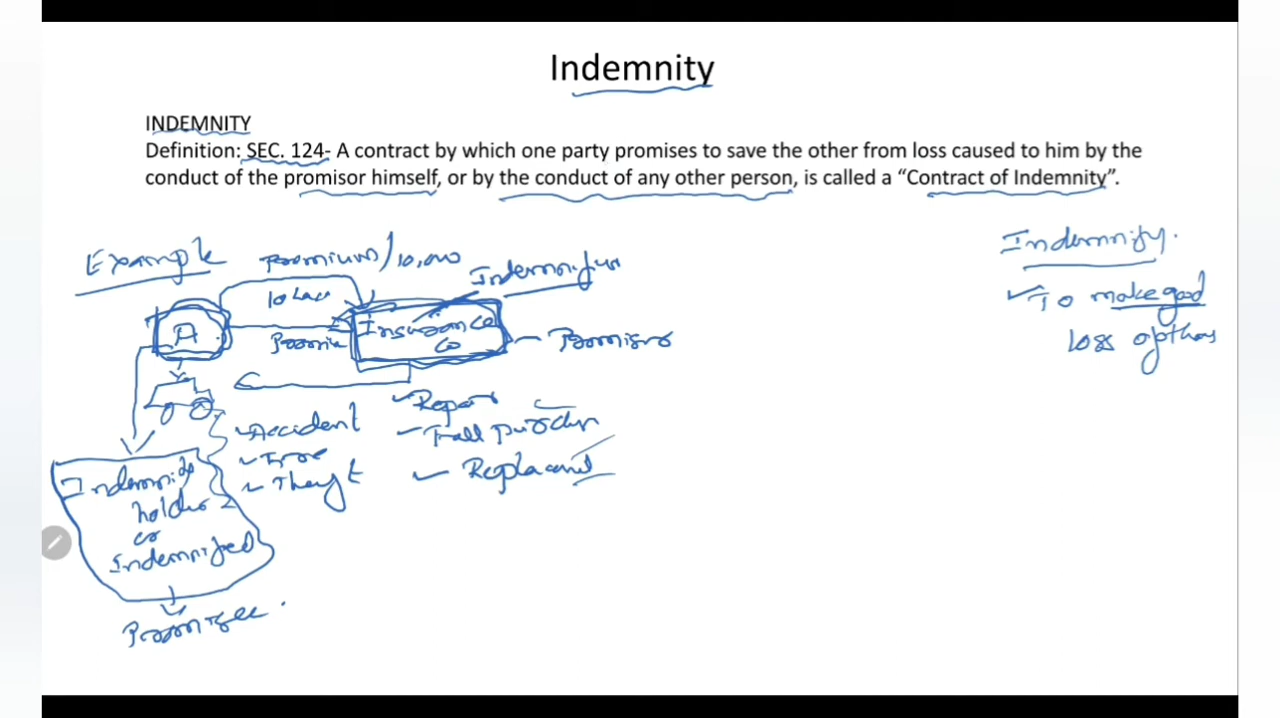 Indemnity
INDEMNITY
Definition: SEC. 124- A contract by which one party promises to save the other from loss caused to him by the
conduct of the promisor himself, or by the conduct of any other person, is called a “Contract of Indemnity”.
Example
Premium/10,000
Indemnifier
10 Lac
A
Insurance
Co
Promisor
Indemnify.
To make good
loss of others
Accident
Fire
Theft
Repair
Full
Replacement
Indemnity
holder
or
Indemnified
Promisee